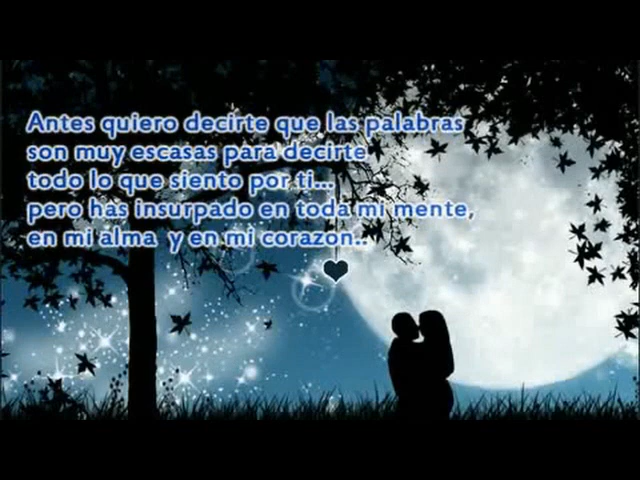 Antes quiero decirte que las palabras
son muy escasas para decirte
todo lo que siento por ti...
pero has insurpado en toda mi mente,
en mi alma y en mi corazon..